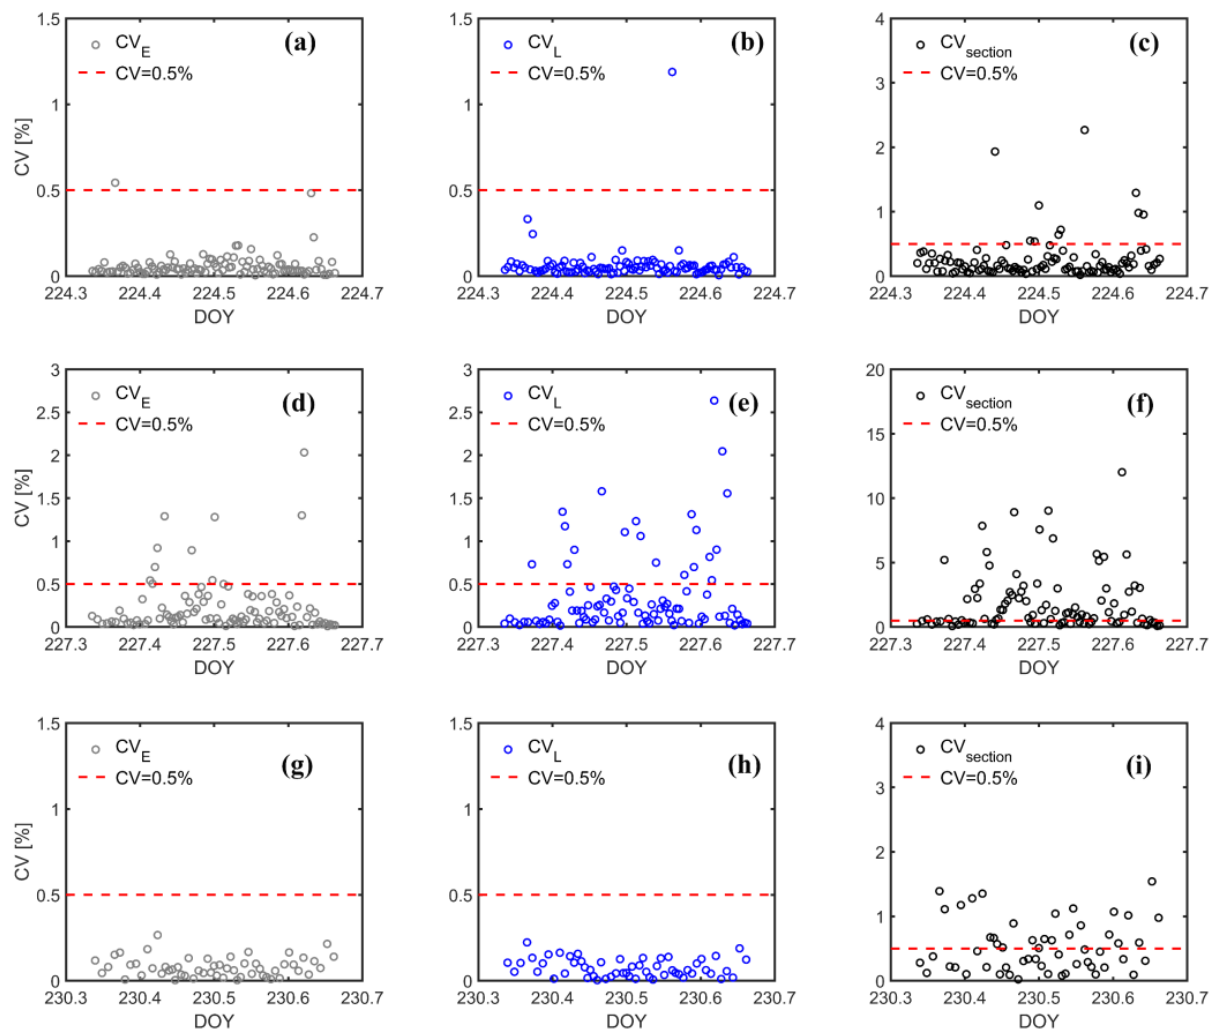 1.5
1
0.5
0
CV [%]
CV_E
CV=0.5%
(a)
224.3 224.4 224.5 224.6 224.7
DOY
1.5
1
0.5
0
CV_L
CV=0.5%
(b)
224.3 224.4 224.5 224.6 224.7
DOY
4
3
2
1
0
CV_section
CV=0.5%
(c)
224.3 224.4 224.5 224.6 224.7
DOY
3
2.5
2
1.5
1
0.5
0
CV [%]
CV_E
CV=0.5%
(d)
227.3 227.4 227.5 227.6 227.7
DOY
3
2.5
2
1.5
1
0.5
0
CV_L
CV=0.5%
(e)
227.3 227.4 227.5 227.6 227.7
DOY
20
15
10
5
0
CV_section
CV=0.5%
(f)
227.3 227.4 227.5 227.6 227.7
DOY
1.5
1
0.5
0
CV [%]
CV_E
CV=0.5%
(g)
230.3 230.4 230.5 230.6 230.7
DOY
1.5
1
0.5
0
CV_L
CV=0.5%
(h)
230.3 230.4 230.5 230.6 230.7
DOY
4
3
2
1
0
CV_section
CV=0.5%
(i)
230.3 230.4 230.5 230.6 230.7
DOY